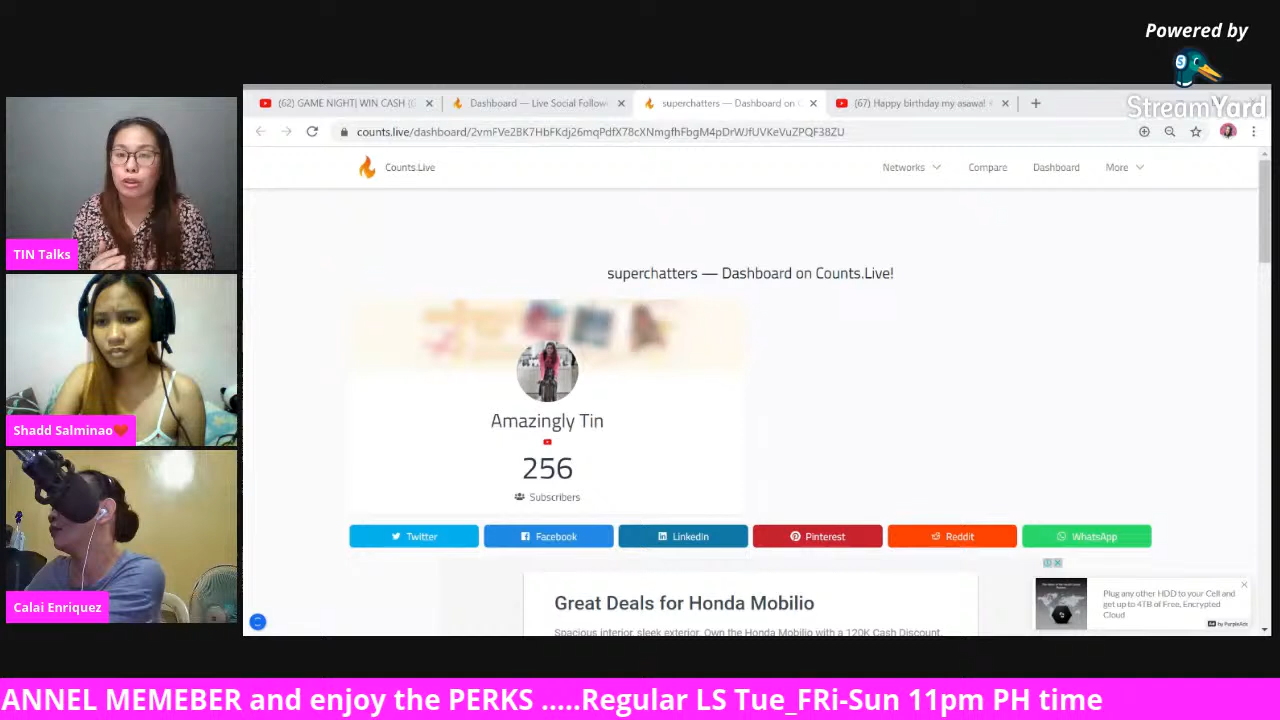 Powered by
StreamYard
(62) GAME NIGHT| WIN CASH
Dashboard — Live Social Follow
superchatters — Dashboard on
(67) Happy birthday my asawa!
Counts.Live
Networks
Compare
Dashboard
More
superchatters — Dashboard on Counts.Live!
Amazingly Tin
256
Subscribers
Twitter
Facebook
LinkedIn
Pinterest
Reddit
WhatsApp
Great Deals for Honda Mobilio
Spacious interior, sleek exterior. Own the Honda Mobilio with a 120K Cash Discount.
Plug any other HDD to your Cell and
get up to 4TB of Free, Encrypted
Cloud
Ad by PurpleAds
TIN Talks
Shadd Salminao❤️
Calai Enriquez
ANNEL MEMEBER and enjoy the PERKS .....Regular LS Tue_FRi-Sun 11pm PH time